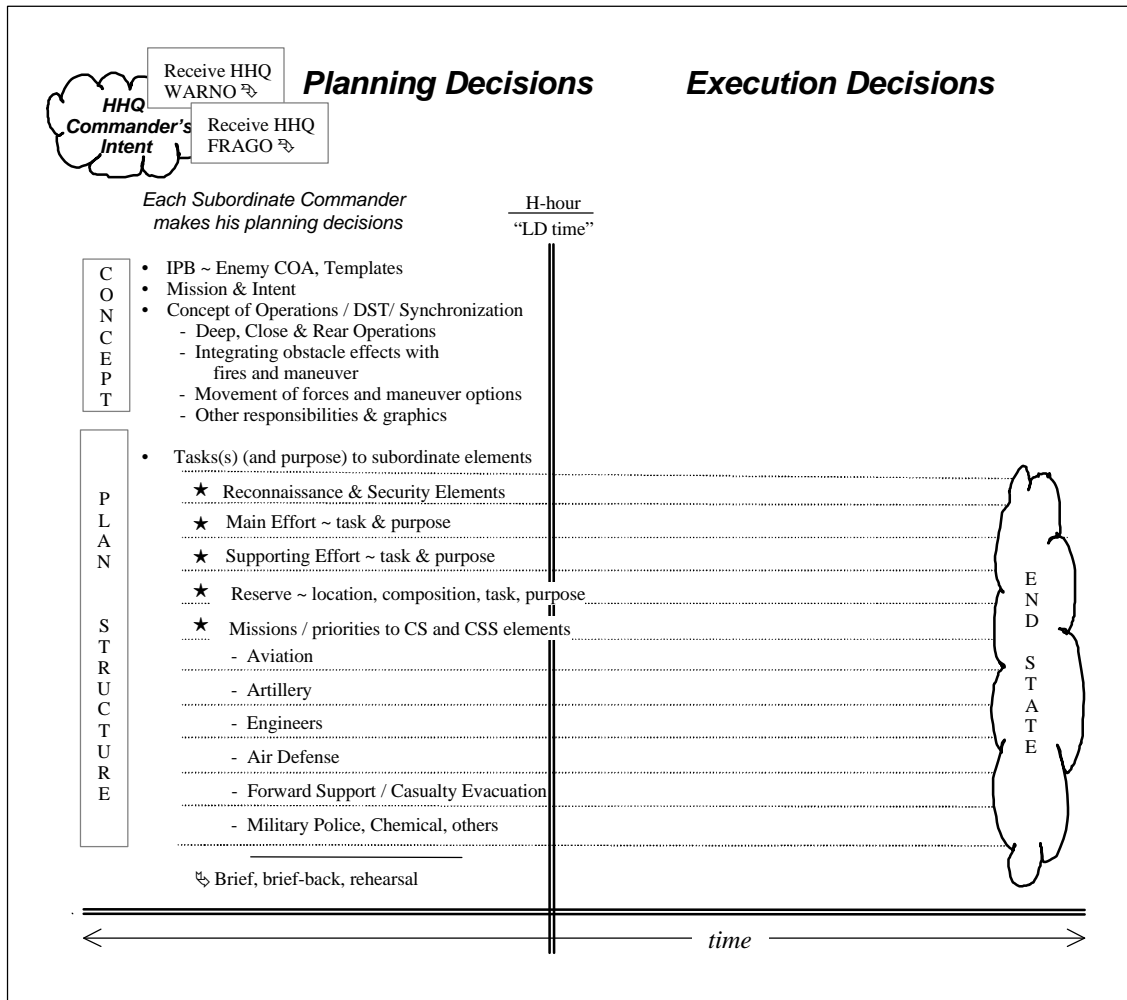 Receive HHQ
WARNO
Planning Decisions
Execution Decisions
HHQ
Commander's
Intent
Receive HHQ
FRAGO
Each Subordinate Commander
makes his planning decisions
H-hour
“LD time”
CONCEPT
• IPB ~ Enemy COA, Templates
• Mission & Intent
• Concept of Operations / DST/ Synchronization
- Deep, Close & Rear Operations
- Integrating obstacle effects with
fires and maneuver
- Movement of forces and maneuver options
- Other responsibilities & graphics
PLAN STRUCTURE
• Tasks(s) (and purpose) to subordinate elements
★ Reconnaissance & Security Elements
★ Main Effort ~ task & purpose
★ Supporting Effort ~ task & purpose
★ Reserve ~ location, composition, task, purpose
★ Missions / priorities to CS and CSS elements
- Aviation
- Artillery
- Engineers
- Air Defense
- Forward Support / Casualty Evacuation
- Military Police, Chemical, others
END STATE
Brief, brief-back, rehearsal
time